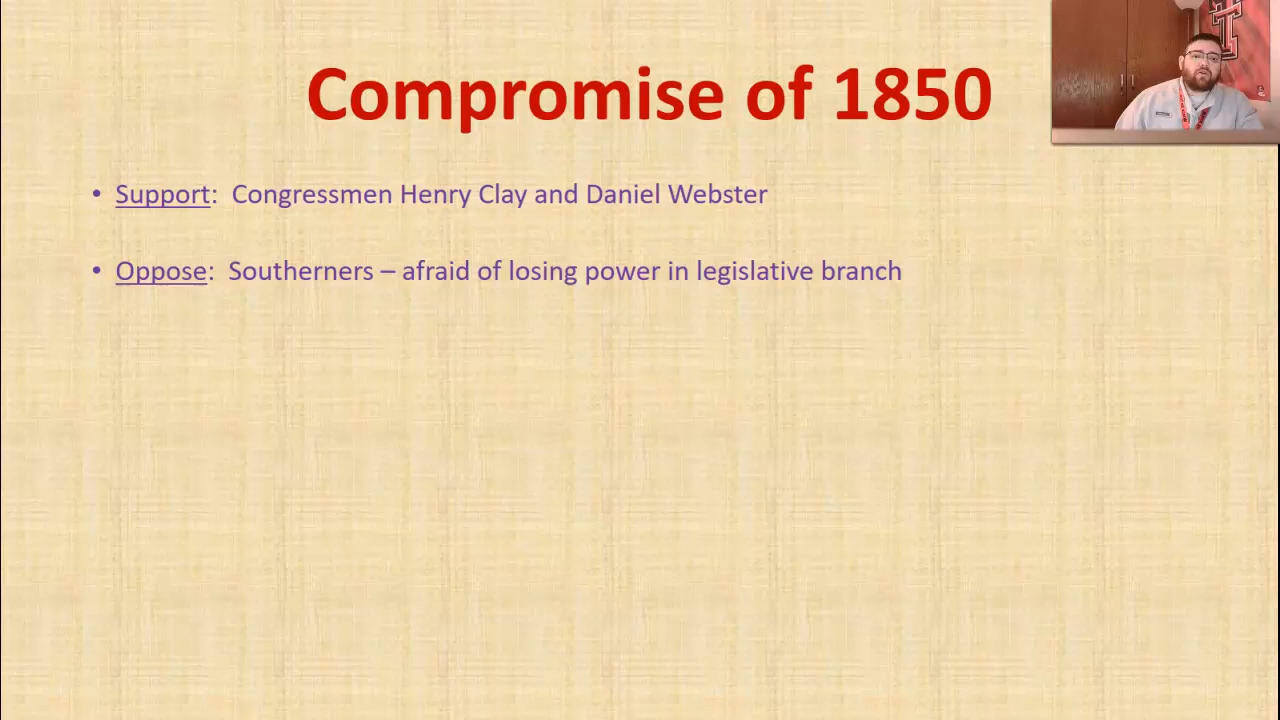 Compromise of 1850
• Support: Congressmen Henry Clay and Daniel Webster
• Oppose: Southerners – afraid of losing power in legislative branch